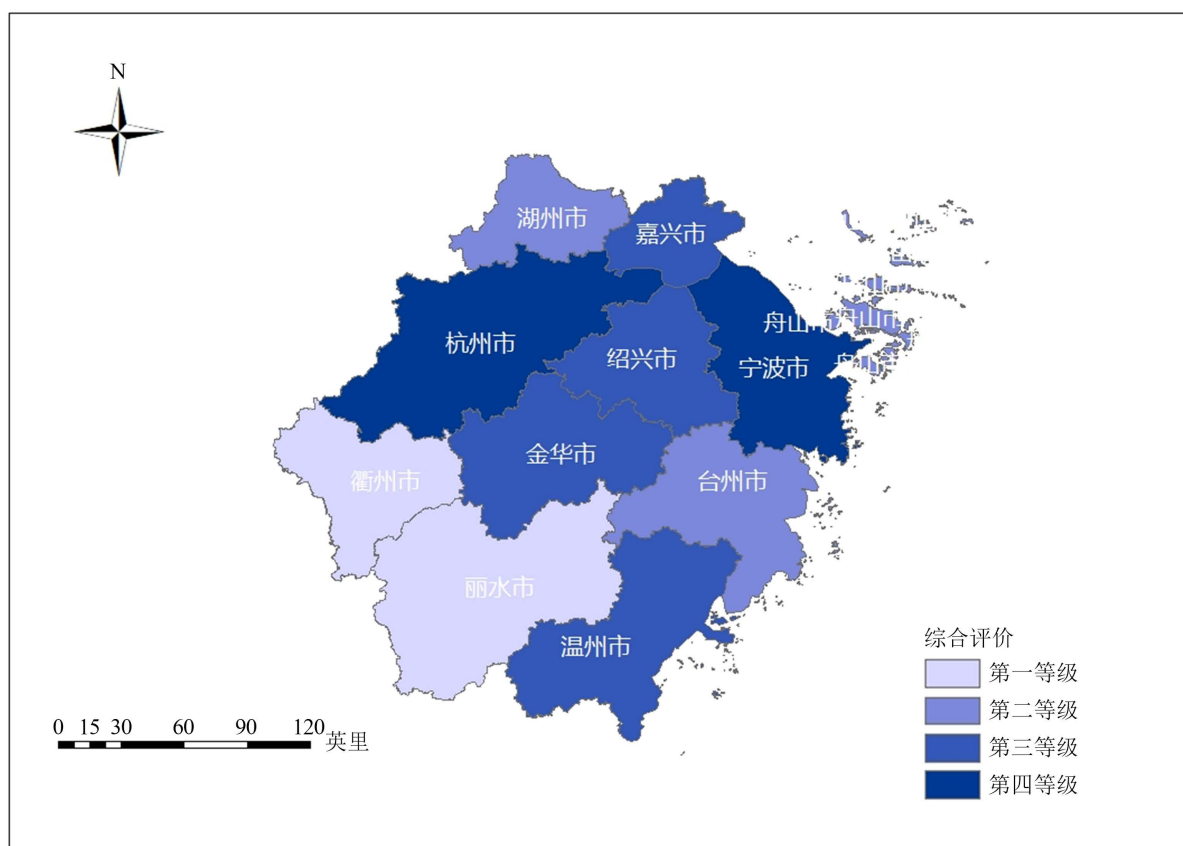 N
湖州市
嘉兴市
舟山市
舟山市
杭州市
绍兴市
宁波市
金华市
衢州市
台州市
丽水市
温州市
综合评价
第一等级
第二等级
第三等级
第四等级
0 15 30 60 90 120
英里